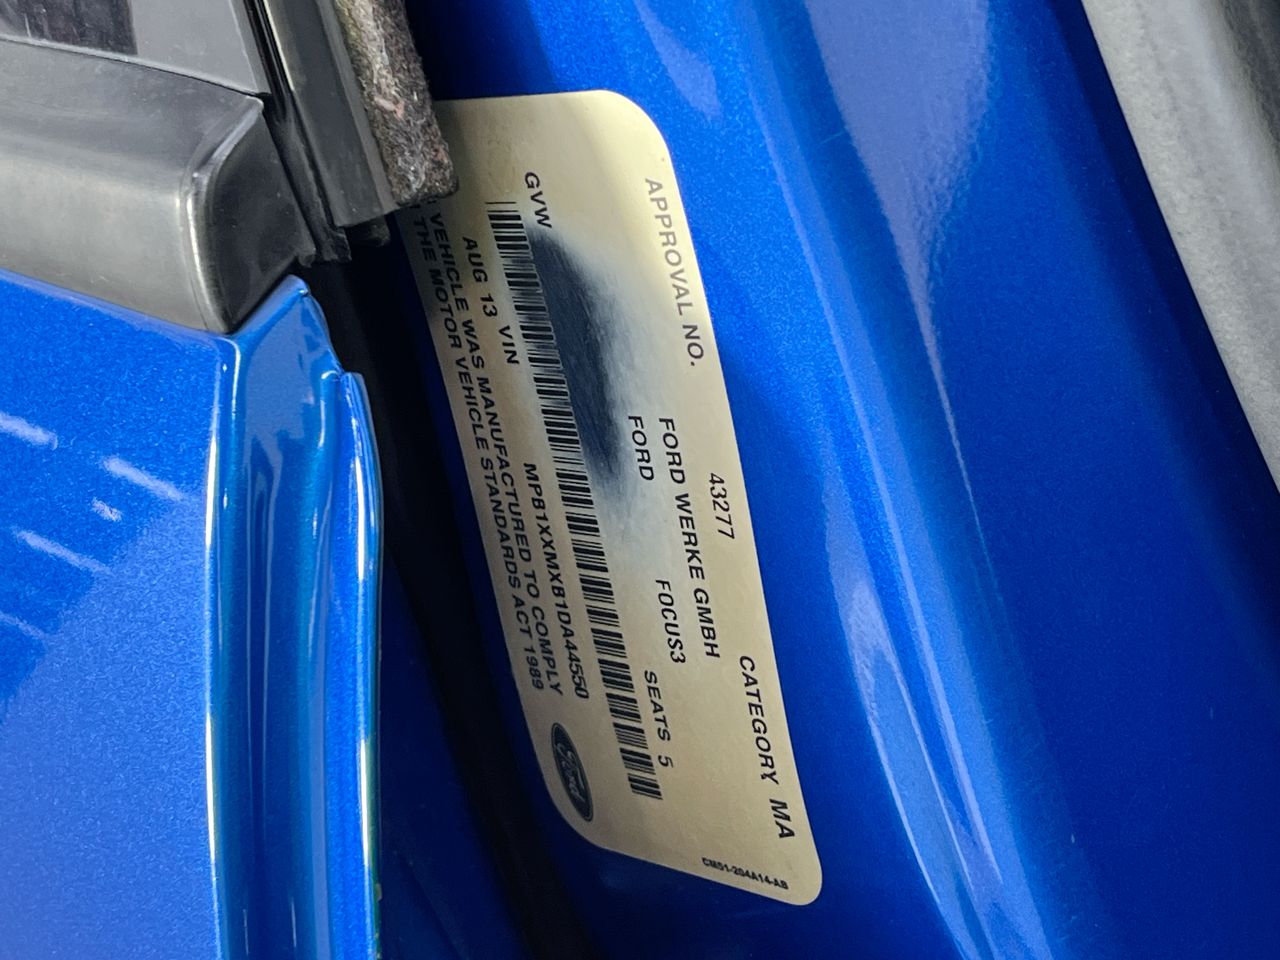 APPROVAL NO. 43277 CATEGORY MA
FORD WERKE GMBH
FORD FOCUS3 SEATS 5
GVW
AUG 13 VIN MPB1XXMXB1DA44550
VEHICLE WAS MANUFACTURED TO COMPLY
THE MOTOR VEHICLE STANDARDS ACT 1989
Ford
CM51-204A14-AB